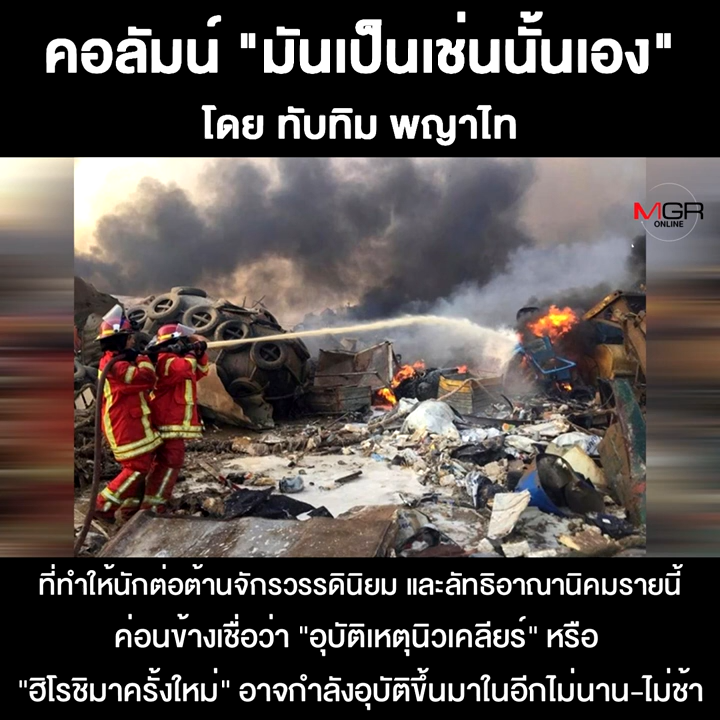 คอลัมน์ "มันเป็นเช่นนั้นเอง"
โดย ทับทิม พญาไท
MGR
ONLINE
ที่ทำให้นักต่อต้านจักรวรรดินิยม และลัทธิอาณานิคมรายนี้
ค่อนข้างเชื่อว่า "อุบัติเหตุนิวเคลียร์" หรือ
"ฮิโรชิมาครั้งใหม่" อาจกำลังอุบัติขึ้นมาในอีกไม่นาน-ไม่ช้า